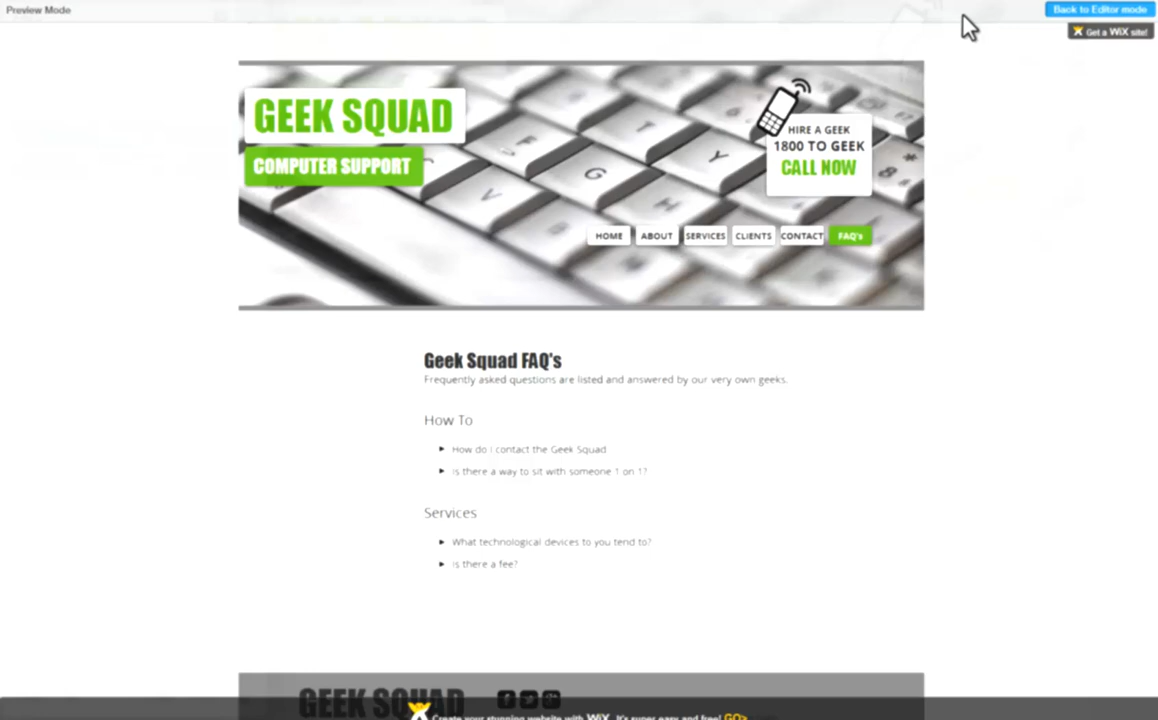 Preview Mode
Back to Editor mode
Get a WiX site!
GEEK SQUAD
COMPUTER SUPPORT
HIRE A GEEK
1800 TO GEEK
CALL NOW
HOME ABOUT SERVICES CLIENTS CONTACT FAQ's
T
F
G
Y
V
H
6
8
*
Geek Squad FAQ's
Frequently asked questions are listed and answered by our very own geeks.
How To
How do I contact the Geek Squad
Is there a way to sit with someone 1 on 1?
Services
What technological devices to you tend to?
Is there a fee?
GEEK SQUAD
Create your stunning website with WiX. It's super easy and free! GO>